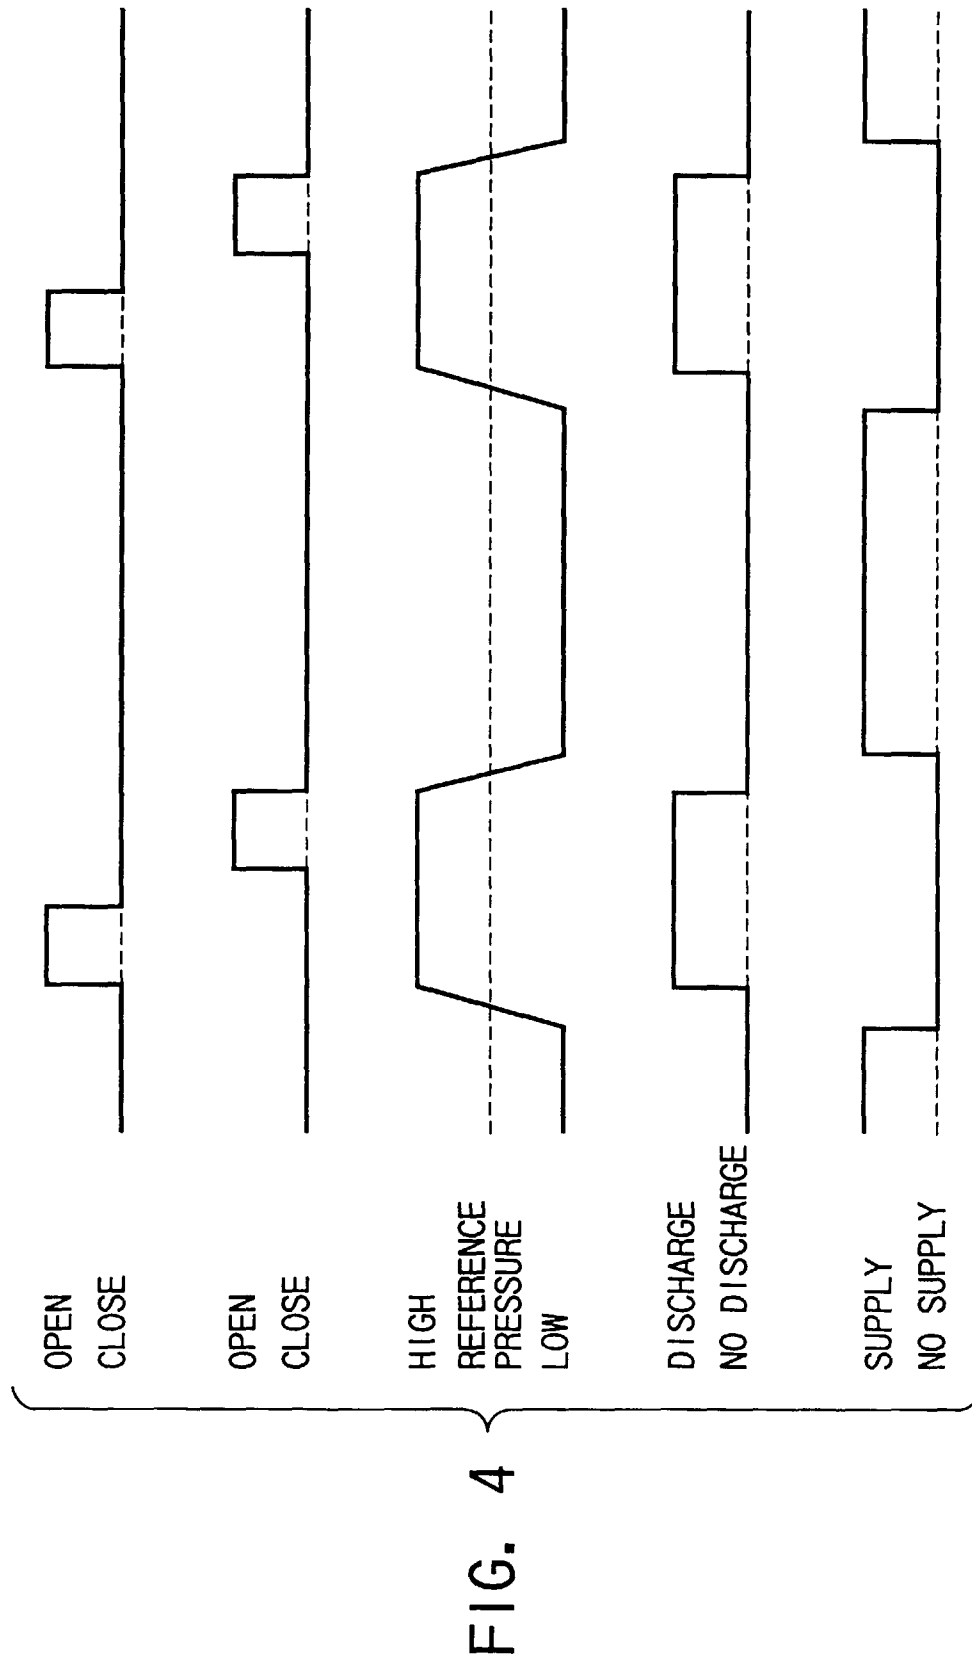 FIG. 4
OPEN
CLOSE
OPEN
CLOSE
HIGH
REFERENCE
PRESSURE
LOW
DISCHARGE
NO DISCHARGE
SUPPLY
NO SUPPLY